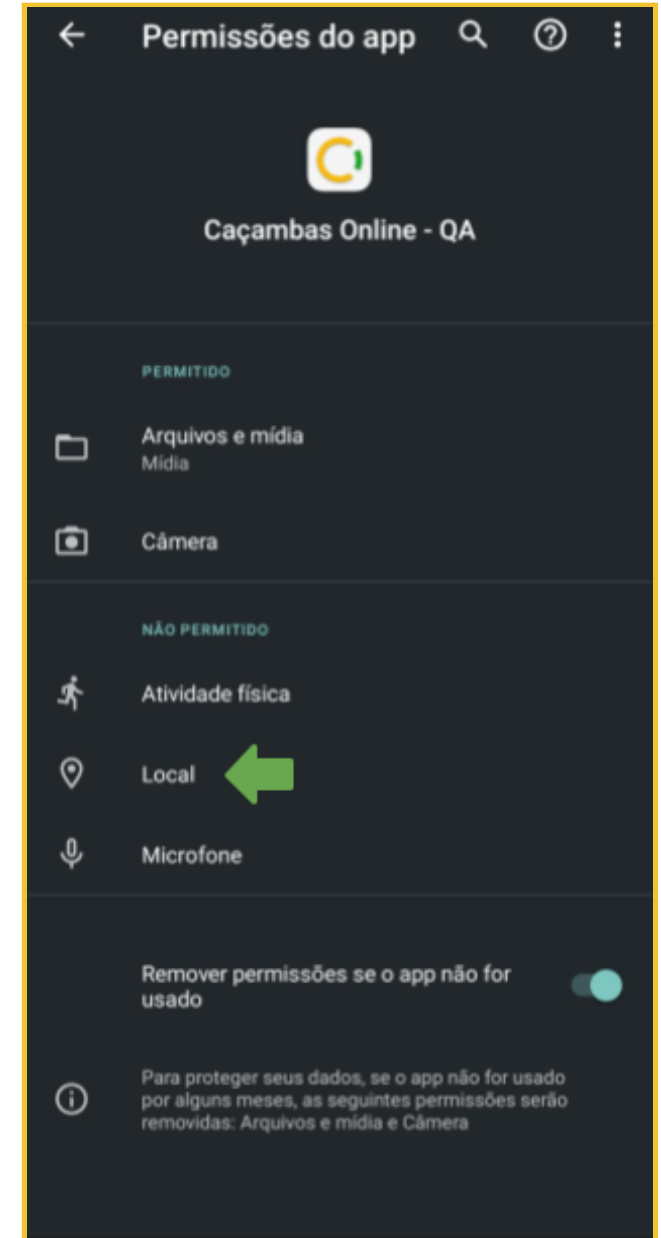 Permissões do app
Caçambas Online - QA
PERMITIDO
Arquivos e mídia
Mídia
Câmera
NÃO PERMITIDO
Atividade física
Local
Microfone
Remover permissões se o app não for
usado
Para proteger seus dados, se o app não for usado
por alguns meses, as seguintes permissões serão
removidas: Arquivos e mídia e Câmera